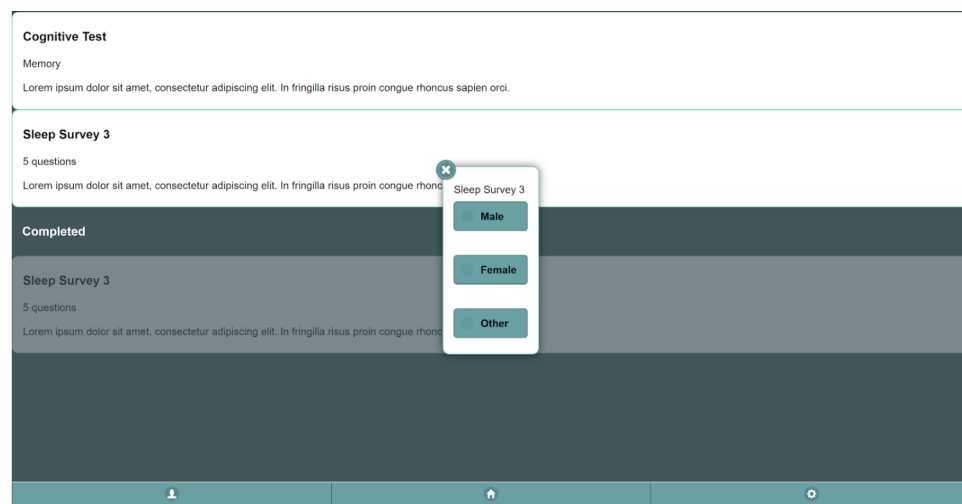 Cognitive Test
Memory
Lorem ipsum dolor sit amet, consectetur adipiscing elit. In fringilla risus proin congue rhoncus sapien orci.
Sleep Survey 3
5 questions
Lorem ipsum dolor sit amet, consectetur adipiscing elit. In fringilla risus proin congue
Sleep Survey 3
Male
Female
Other
Completed
Sleep Survey 3
5 questions
Lorem ipsum dolor sit amet, consectetur adipiscing elit. In fringilla risus proin congue